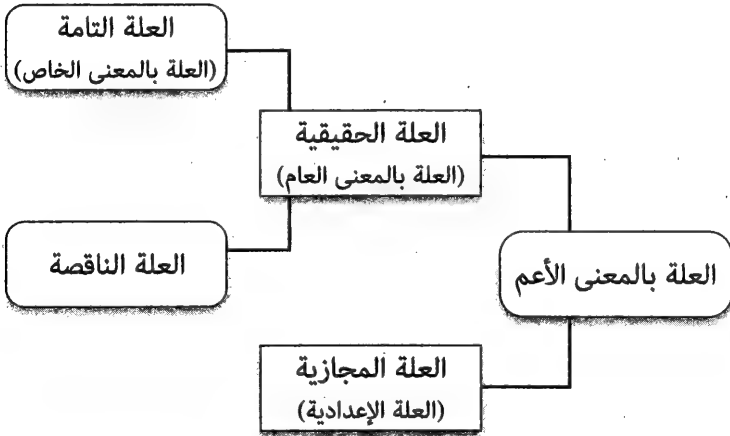 العلة بالمعنى الأعم
العلة الحقيقية
(العلة بالمعنى العام)
العلة التامة
(العلة بالمعنى الخاص)
العلة الناقصة
العلة المجازية
(العلة الإعدادية)